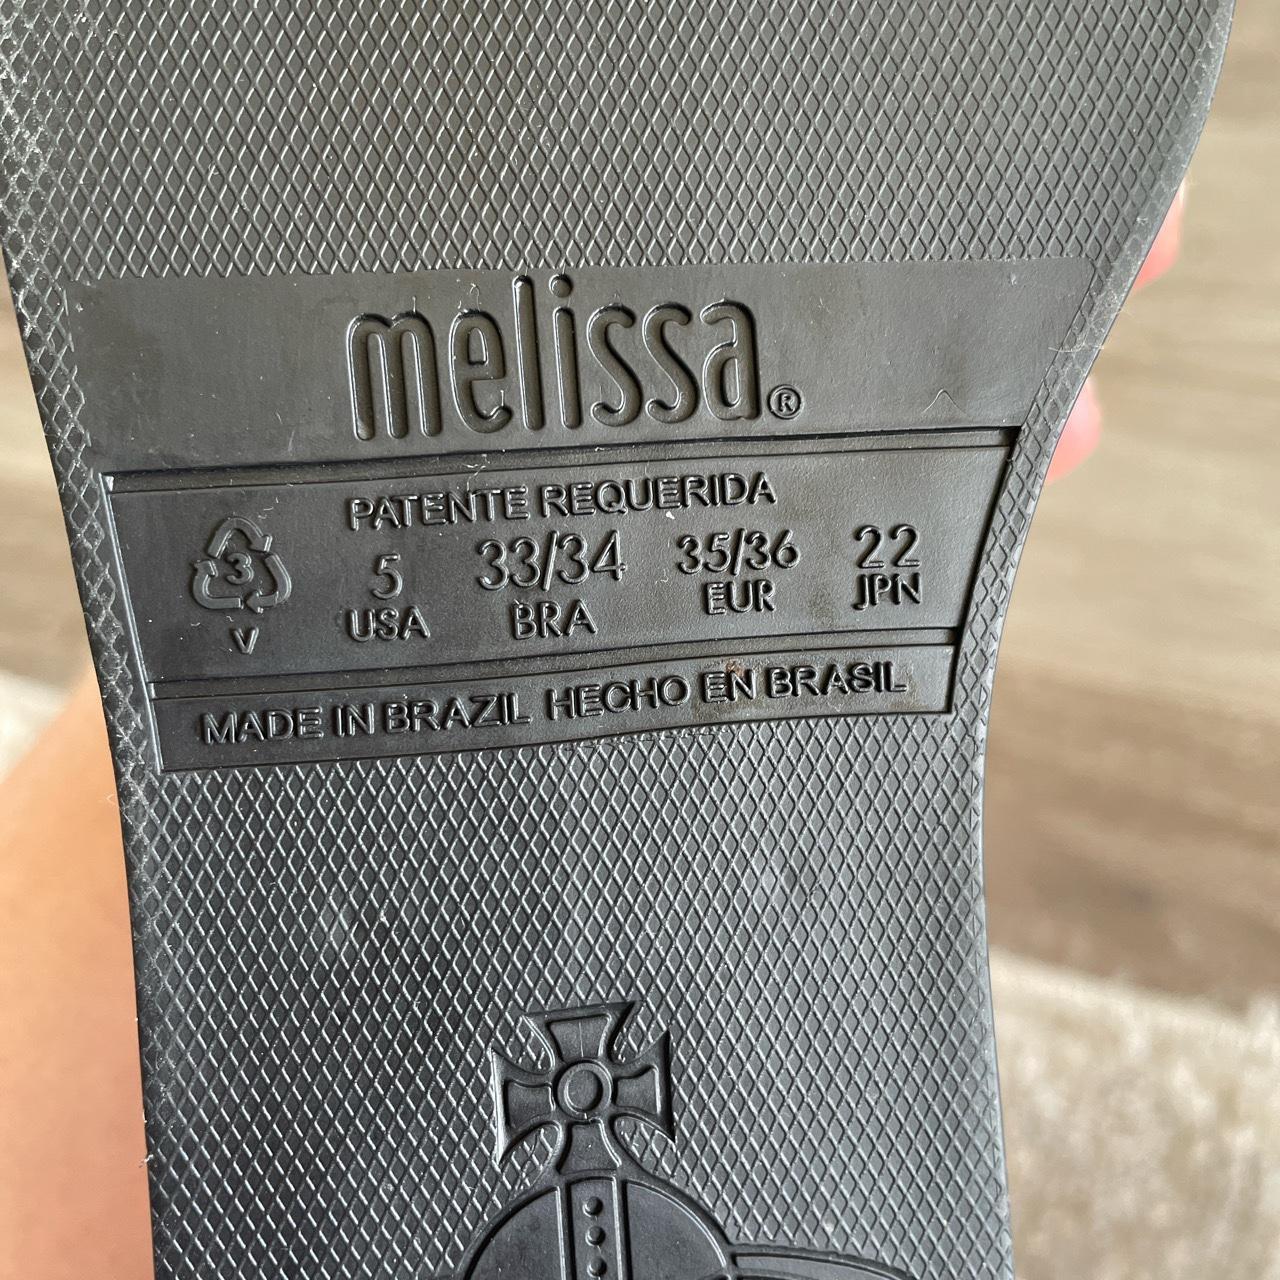 melissa®
PATENTE REQUERIDA
3 5 33/34 35/36 22
V USA BRA EUR JPN
MADE IN BRAZIL HECHO EN BRASIL